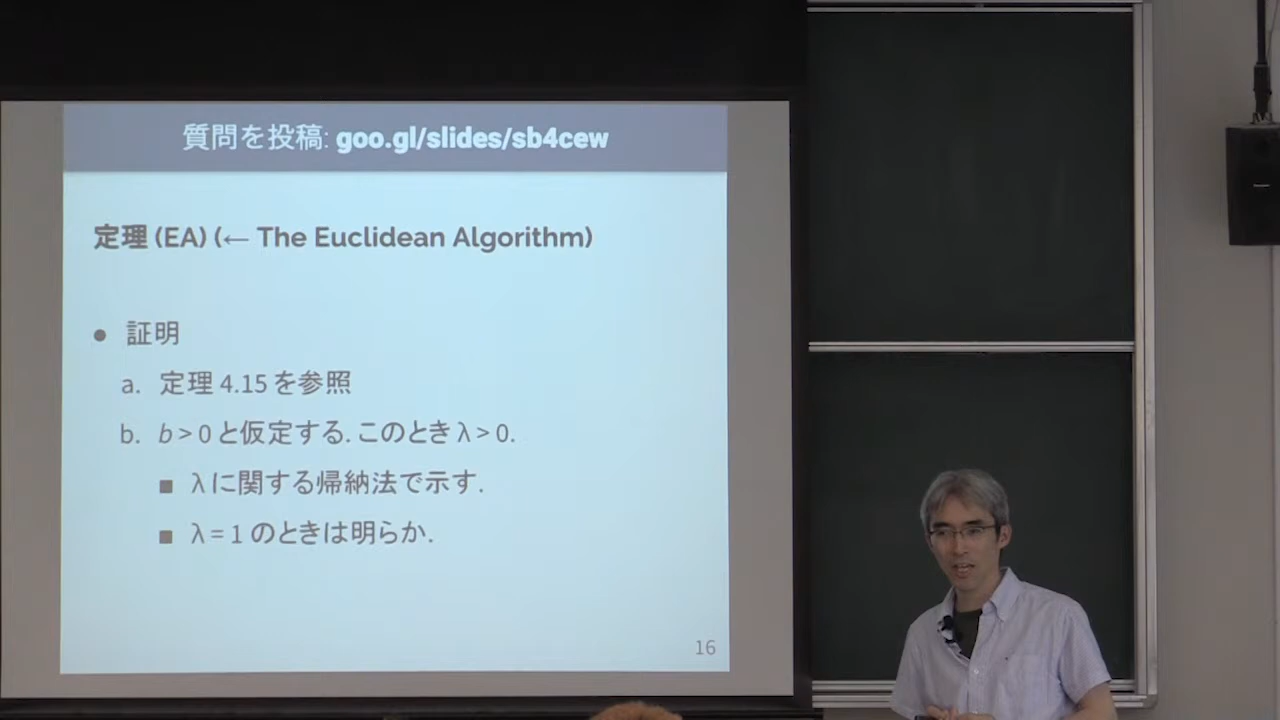 質問を投稿: goo.gl/slides/sb4cew
定理 (EA) (← The Euclidean Algorithm)
● 証明
a. 定理 4.15 を参照
b. b > 0 と仮定する. このとき λ > 0.
■ λ に関する帰納法で示す.
■ λ = 1 のときは明らか.
16